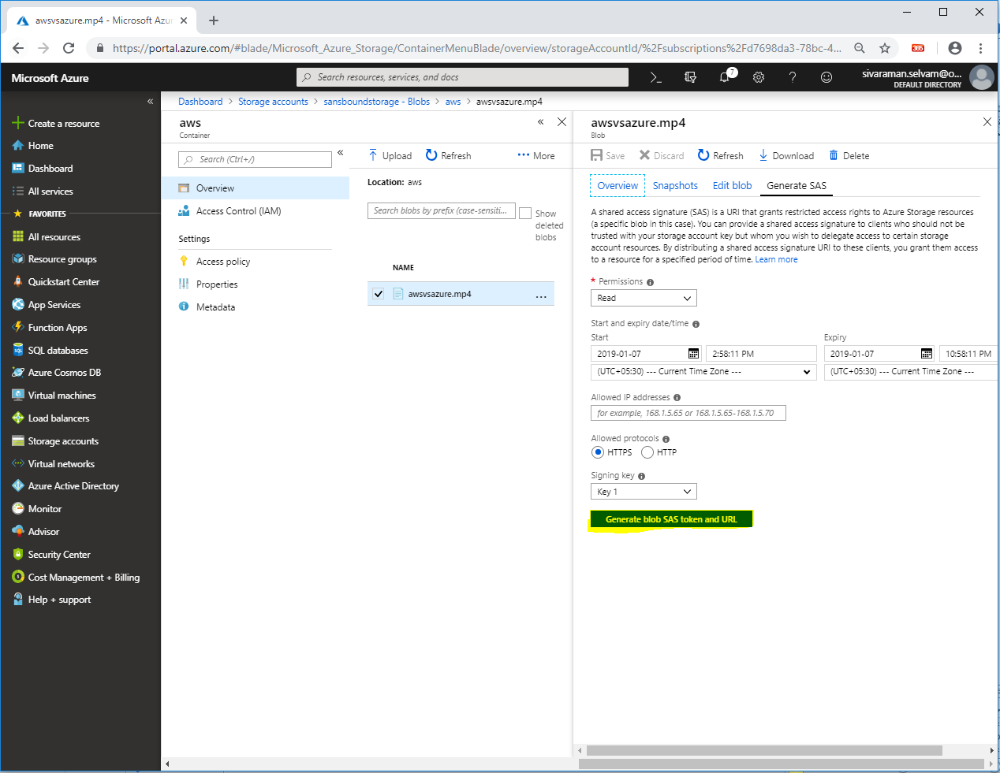 awsvsazure.mp4 - Microsoft Azur
https://portal.azure.com/#blade/Microsoft_Azure_Storage/ContainerMenuBlade/overview/storageAccountId/%2Fsubscriptions%2Fd7698da3-78bc-4...
365
Microsoft Azure
Search resources, services, and docs
7
sivaraman.selvam@o...
DEFAULT DIRECTORY
Create a resource
Home
Dashboard
All services
FAVORITES
All resources
Resource groups
Quickstart Center
App Services
Function Apps
SQL databases
Azure Cosmos DB
Virtual machines
Load balancers
Storage accounts
Virtual networks
Azure Active Directory
Monitor
Advisor
Security Center
Cost Management + Billing
Help + support
Dashboard > Storage accounts > sansboundstorage - Blobs > aws > awsvsazure.mp4
aws
Container
Search (Ctrl+/)
Overview
Access Control (IAM)
Settings
Access policy
Properties
Metadata
Upload Refresh ••• More
Location: aws
Search blobs by prefix (case-sensiti...
Show
deleted
blobs
NAME
awsvsazure.mp4 ...
awsvsazure.mp4
Blob
Save Discard Refresh Download Delete
Overview Snapshots Edit blob Generate SAS
A shared access signature (SAS) is a URI that grants restricted access rights to Azure Storage resources
(a specific blob in this case). You can provide a shared access signature to clients who should not be
trusted with your storage account key but whom you wish to delegate access to certain storage
account resources. By distributing a shared access signature URI to these clients, you grant them access
to a resource for a specified period of time. Learn more
* Permissions
Read
Start and expiry date/time
Start Expiry
2019-01-07 2:58:11 PM 2019-01-07 10:58:11 PM
(UTC+05:30) --- Current Time Zone --- (UTC+05:30) --- Current Time Zone ---
Allowed IP addresses
for example, 168.1.5.65 or 168.1.5.65-168.1.5.70
Allowed protocols
HTTPS HTTP
Signing key
Key 1
Generate blob SAS token and URL